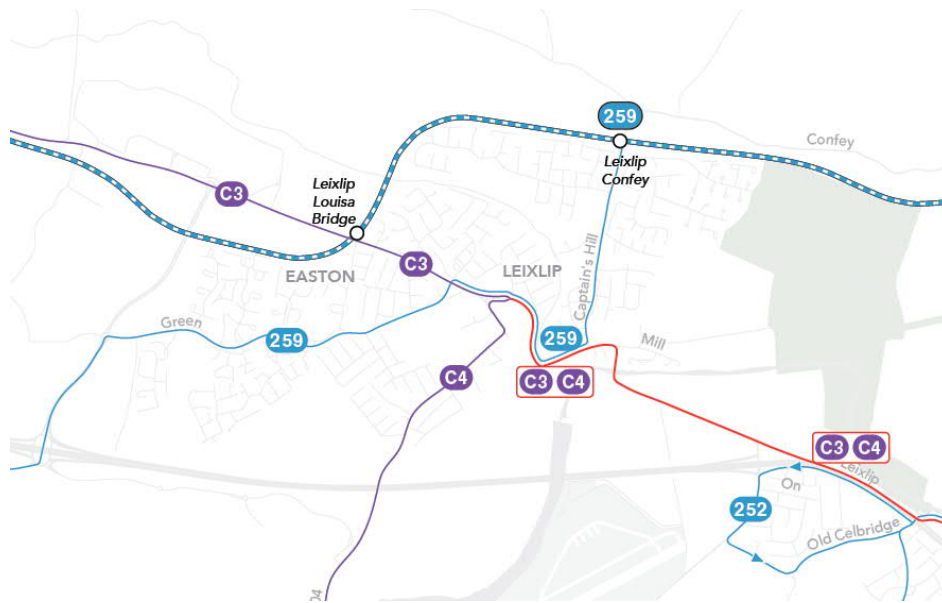 259
Confey
Leixlip
Confey
C3
Leixlip
Louisa
Bridge
C3
EASTON
LEIXLIP
Captain's Hill
Green
259
259
Mill
C4
C3 C4
C3 C4
Leixlip
On
252
Old Celbridge
04